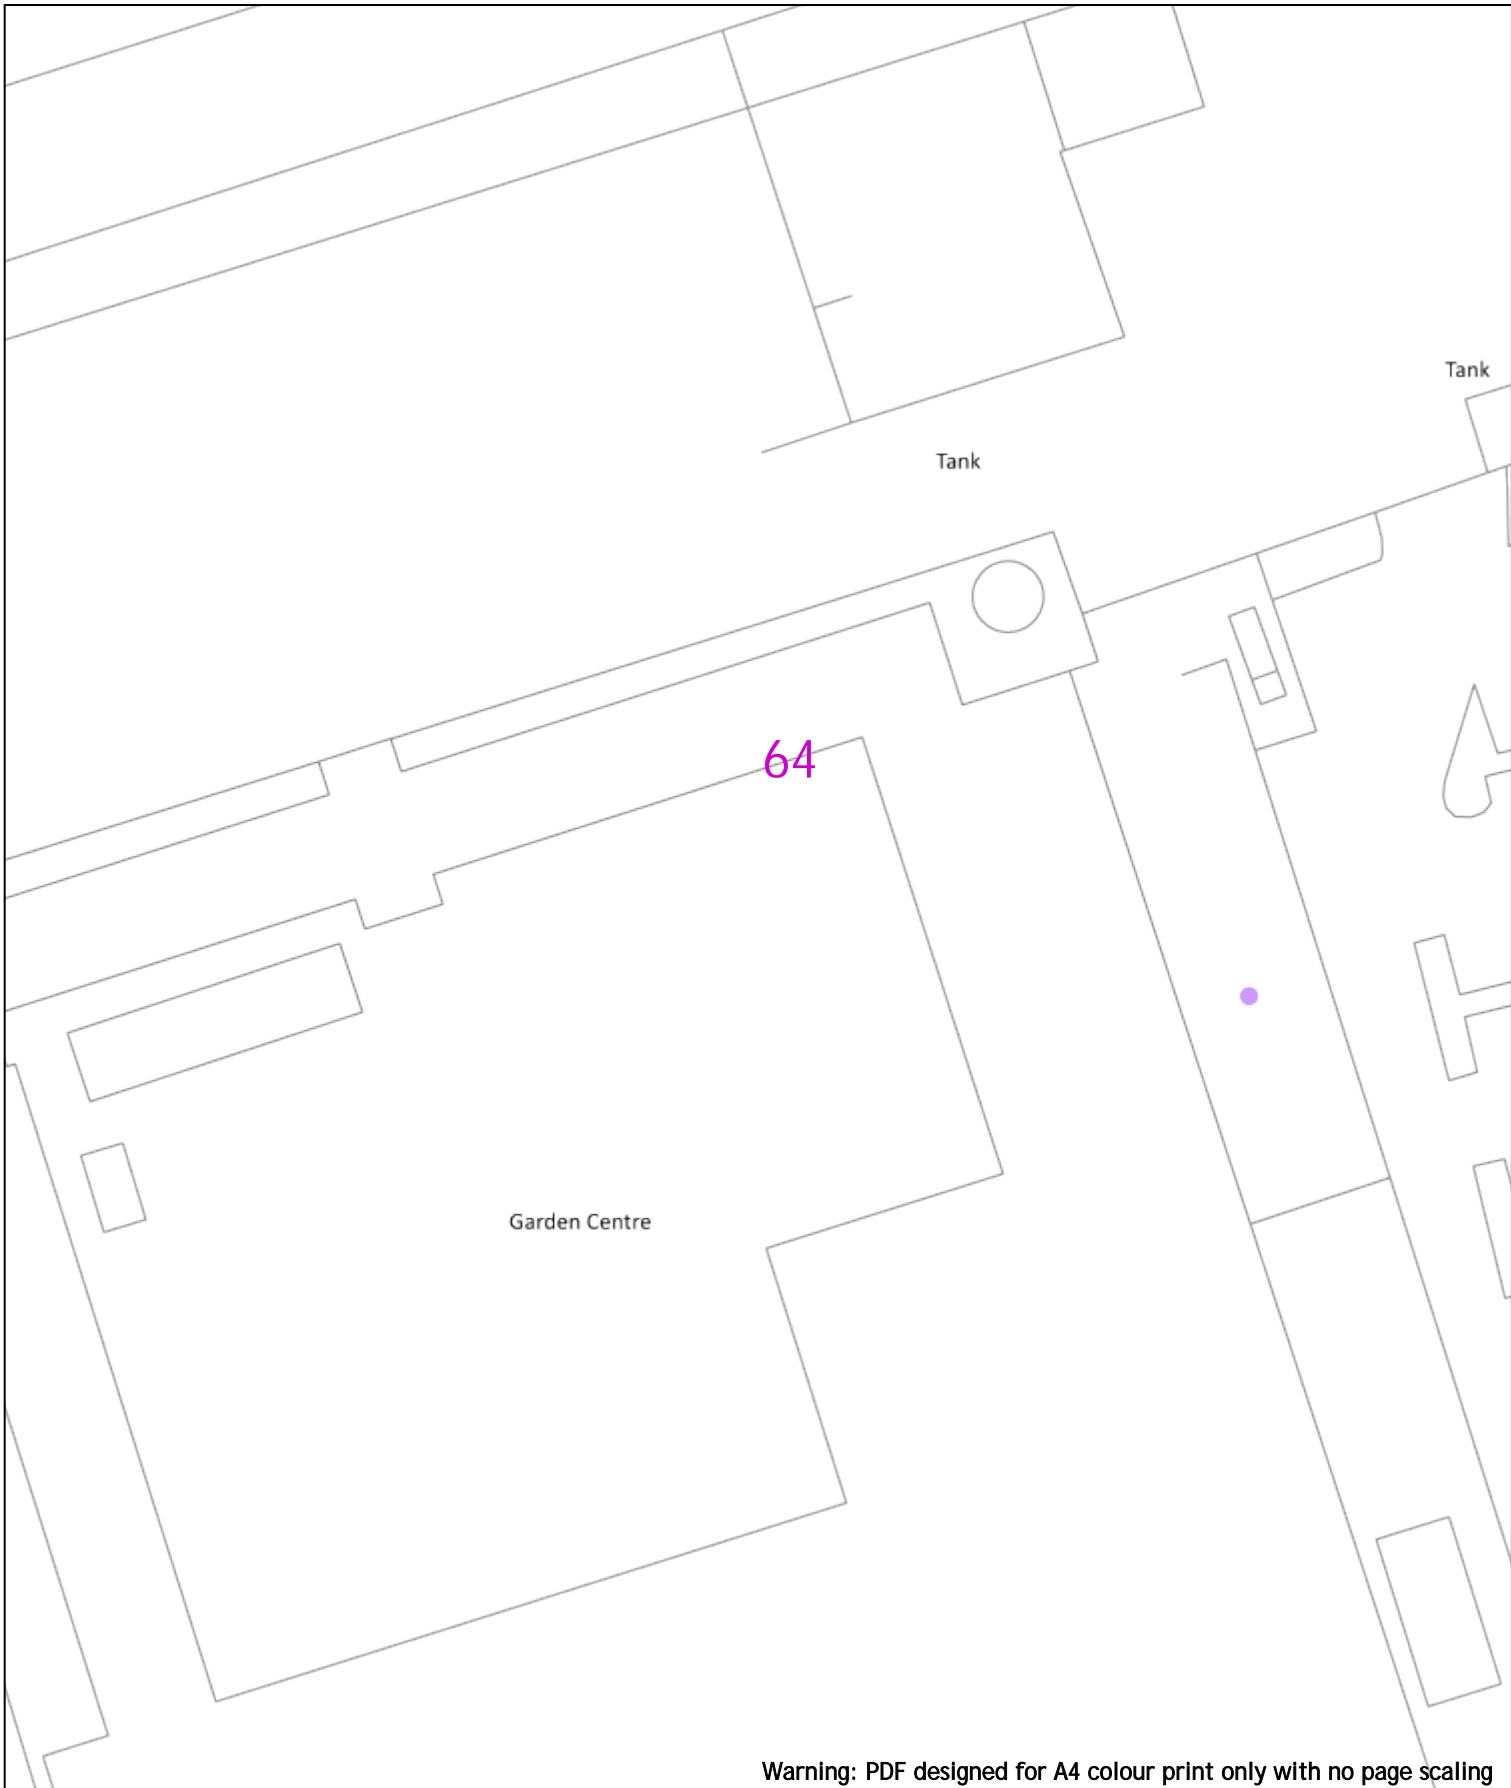 Tank
Tank
64
Garden Centre
Warning: PDF designed for A4 colour print only with no page scaling